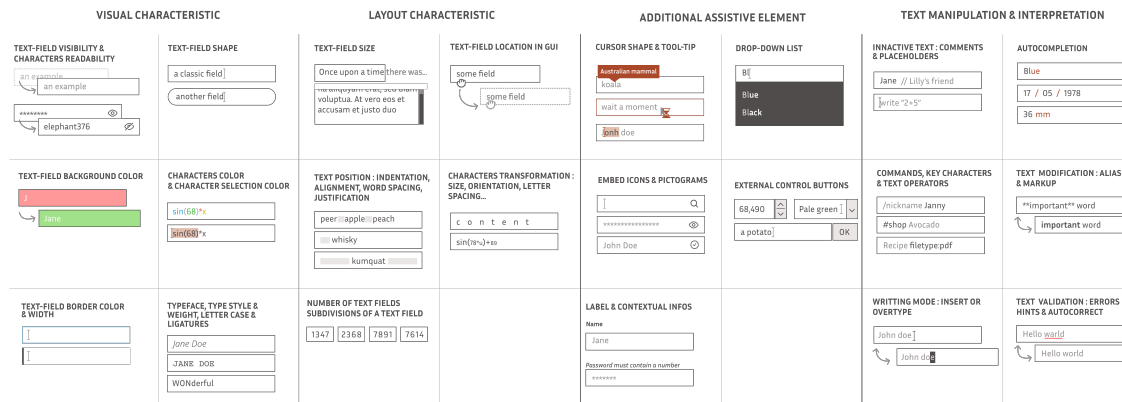 VISUAL CHARACTERISTIC
LAYOUT CHARACTERISTIC
ADDITIONAL ASSISTIVE ELEMENT
TEXT MANIPULATION & INTERPRETATION
TEXT-FIELD VISIBILITY &
CHARACTERS READABILITY
an example
an example
********
elephant376
TEXT-FIELD SHAPE
a classic field
another field
TEXT-FIELD SIZE
Once upon a time there was...
voluptua. At vero eos et
accusam et justo duo
TEXT-FIELD LOCATION IN GUI
some field
some field
CURSOR SHAPE & TOOL-TIP
Australian mammal
koala
wait a moment
jonh doe
DROP-DOWN LIST
Bl
Blue
Black
INNACTIVE TEXT : COMMENTS
& PLACEHOLDERS
Jane // Lilly's friend
write "2+5"
AUTOCOMPLETION
Blue
17 / 05 / 1978
36 mm
TEXT-FIELD BACKGROUND COLOR
J
Jane
CHARACTERS COLOR
& CHARACTER SELECTION COLOR
sin(68)*x
sin(68)*x
TEXT POSITION : INDENTATION,
ALIGNMENT, WORD SPACING,
JUSTIFICATION
peer apple peach
whisky
kumquat
CHARACTERS TRANSFORMATION :
SIZE, ORIENTATION, LETTER
SPACING...
content
EMBED ICONS & PICTOGRAMS
****************
John Doe
EXTERNAL CONTROL BUTTONS
68,490
Pale green
a potato
OK
COMMANDS, KEY CHARACTERS
& TEXT OPERATORS
/nickname Janny
#shop Avocado
Recipe filetype:pdf
TEXT MODIFICATION : ALIAS
& MARKUP
**important** word
important word
TEXT-FIELD BORDER COLOR
& WIDTH
TYPEFACE, TYPE STYLE &
WEIGHT, LETTER CASE &
LIGATURES
Jane Doe
JANE DOE
WONderful
NUMBER OF TEXT FIELDS
SUBDIVISIONS OF A TEXT FIELD
1347 2368 7891 7614
LABEL & CONTEXTUAL INFOS
Name
Jane
Password must contain a number
*******
WRITTING MODE : INSERT OR
OVERTYPE
John doe
John doe
TEXT VALIDATION : ERRORS
HINTS & AUTOCORRECT
Hello warld
Hello world